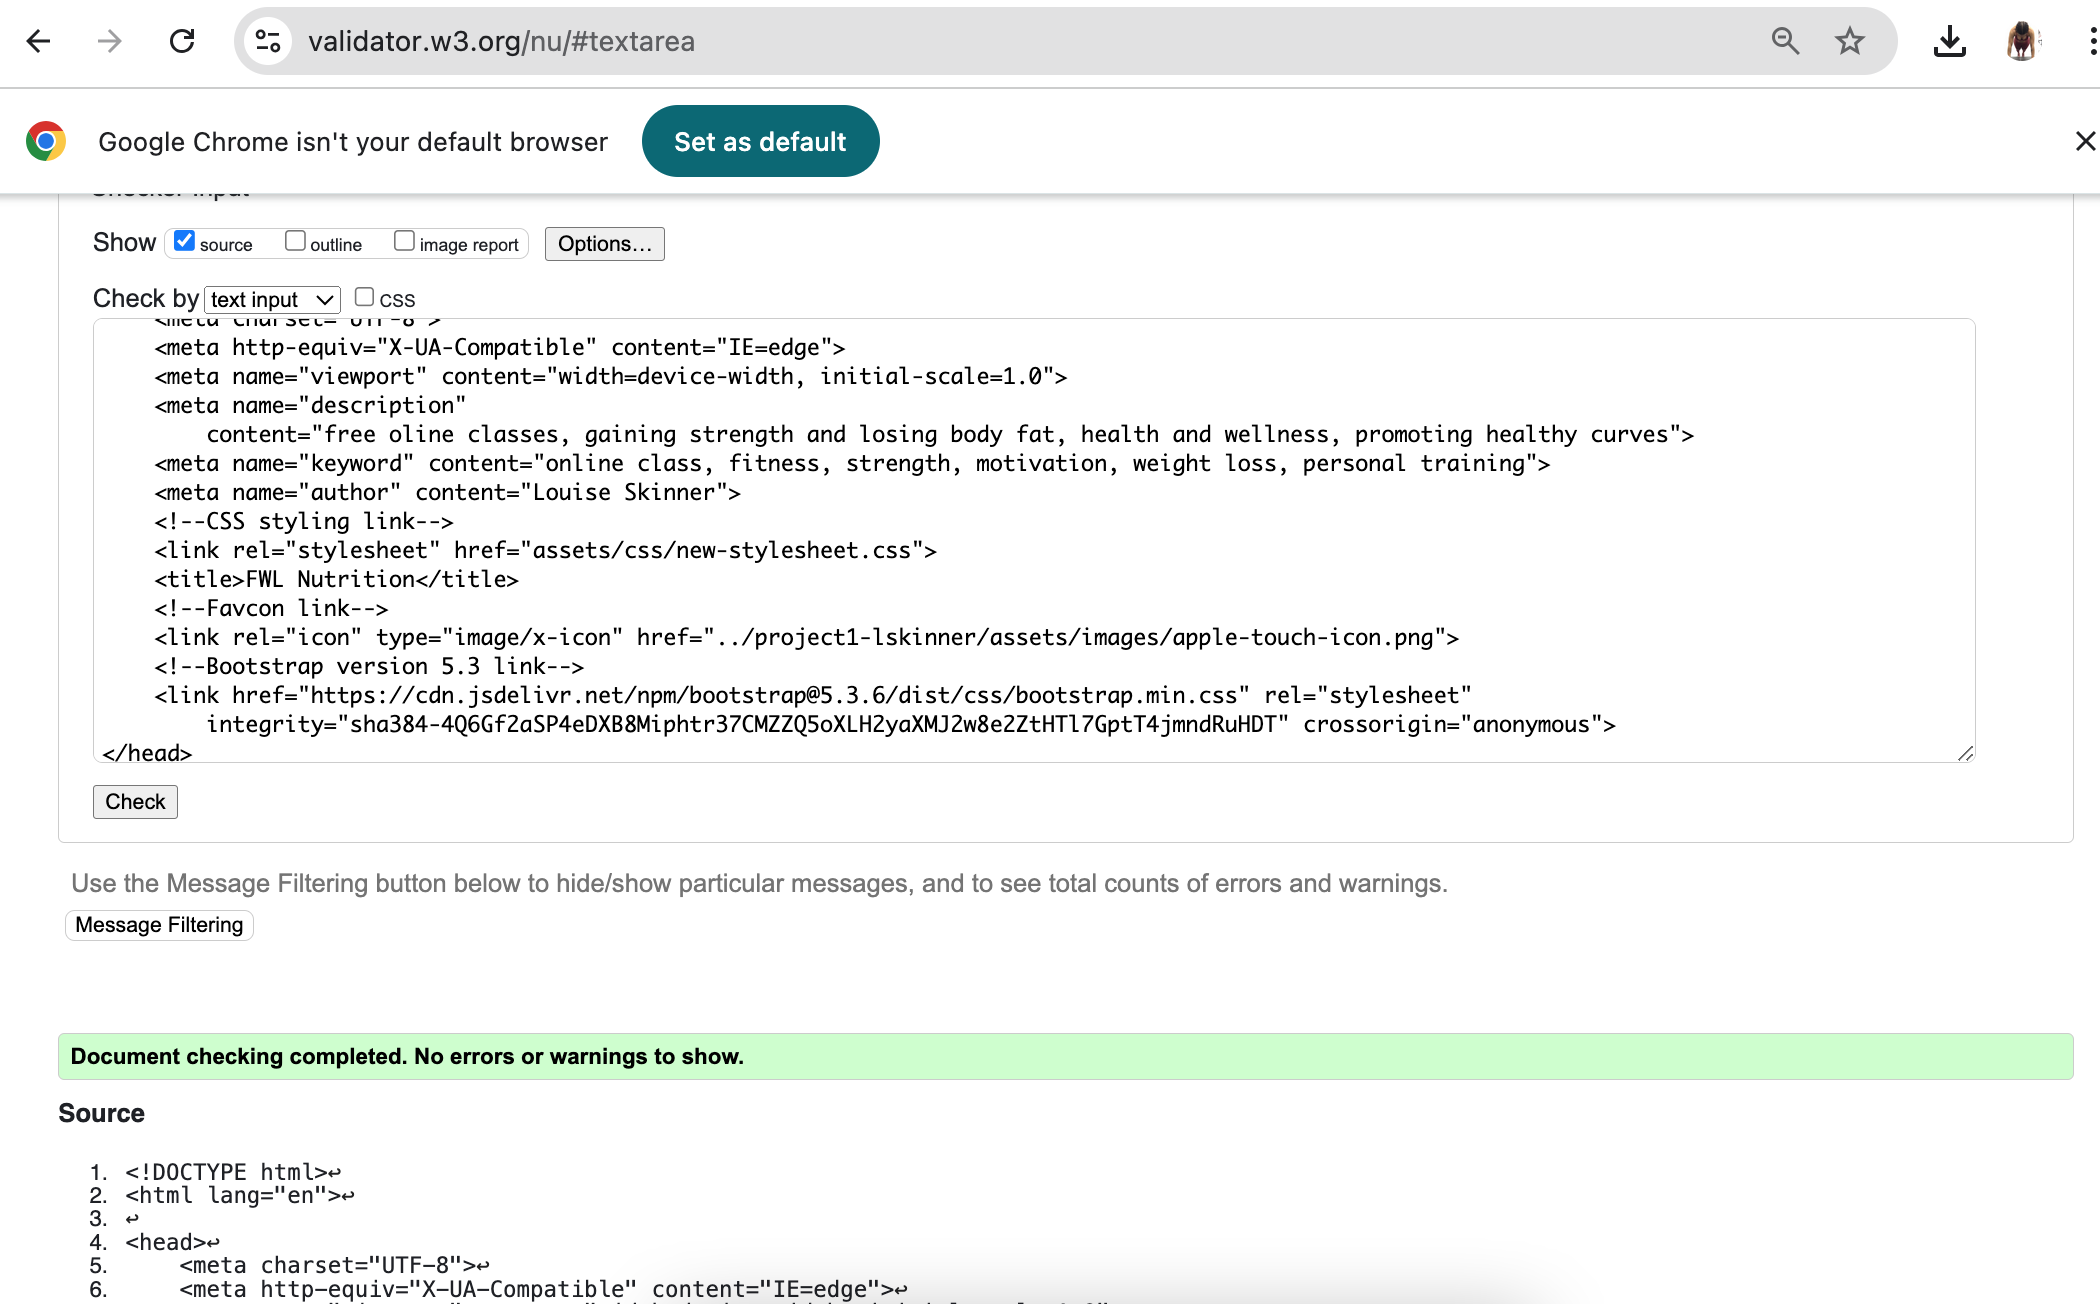 validator.w3.org/nu/#textarea
Google Chrome isn't your default browser
Set as default
Checker Input
Show source outline image report Options...
Check by text input CSS
<meta charset="UTF-8">
<meta http-equiv="X-UA-Compatible" content="IE=edge">
<meta name="viewport" content="width=device-width, initial-scale=1.0">
<meta name="description"
content="free oline classes, gaining strength and losing body fat, health and wellness, promoting healthy curves">
<meta name="keyword" content="online class, fitness, strength, motivation, weight loss, personal training">
<meta name="author" content="Louise Skinner">
<!--CSS styling link-->
<link rel="stylesheet" href="assets/css/new-stylesheet.css">
<title>FWL Nutrition</title>
<!--Favcon link-->
<link rel="icon" type="image/x-icon" href="../project1-lskinner/assets/images/apple-touch-icon.png">
<!--Bootstrap version 5.3 link-->
<link href="https://cdn.jsdelivr.net/npm/bootstrap@5.3.6/dist/css/bootstrap.min.css" rel="stylesheet"
integrity="sha384-4Q6Gf2aSP4eDXB8Miphtr37CMZZQ5oXLH2yaXMJ2w8e2ZtHTl7GptT4jmndRuHDT" crossorigin="anonymous">
</head>
Check
Use the Message Filtering button below to hide/show particular messages, and to see total counts of errors and warnings.
Message Filtering
Document checking completed. No errors or warnings to show.
Source
1. <!DOCTYPE html>↩
2. <html lang="en">↩
3. ↩
4. <head>↩
5. <meta charset="UTF-8">↩
6. <meta http-equiv="X-UA-Compatible" content="IE=edge">↩